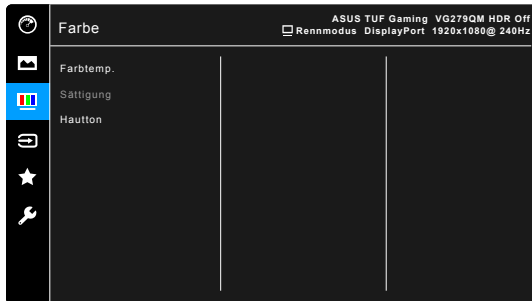 Farbe
ASUS TUF Gaming VG279QM HDR Off
Rennmodus DisplayPort 1920x1080@ 240Hz
Farbtemp.
Sättigung
Hautton